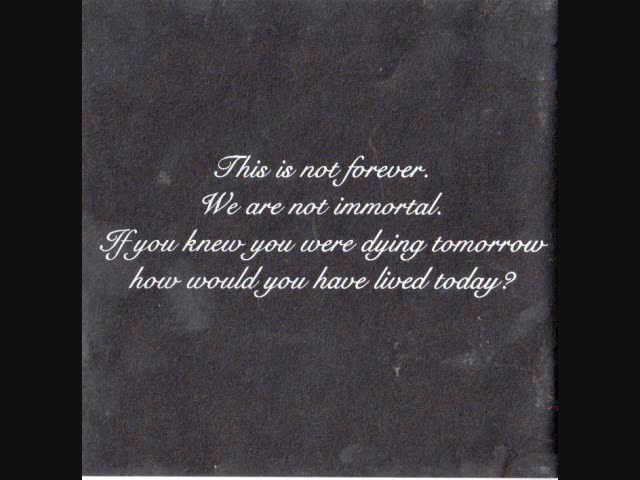 This is not forever.
We are not immortal.
If you knew you were dying tomorrow
how would you have lived today?